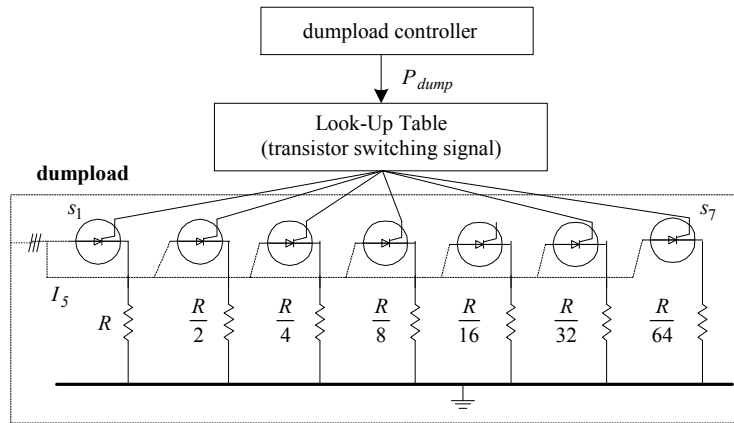 dumpload controller
P_dump
Look-Up Table
(transistor switching signal)
dumpload
s_1
s_7
I_5
R
R/2
R/4
R/8
R/16
R/32
R/64